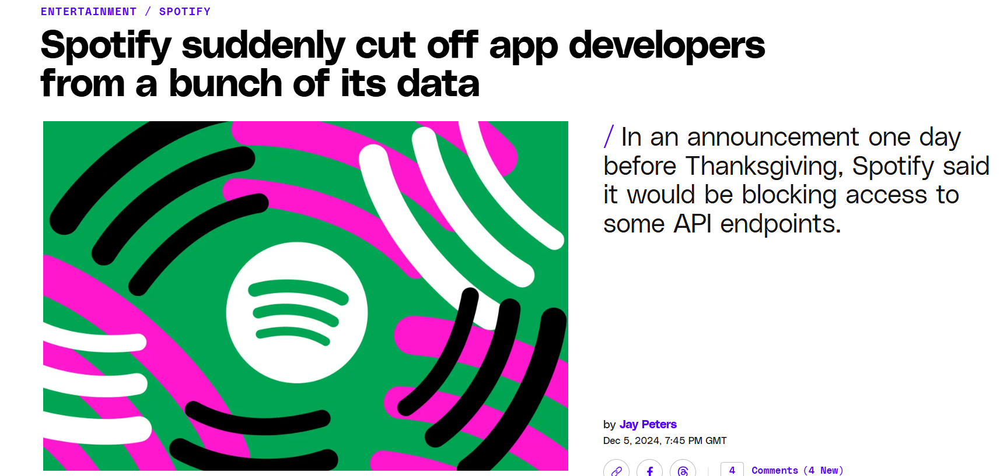 ENTERTAINMENT / SPOTIFY
Spotify suddenly cut off app developers
from a bunch of its data
/ In an announcement one day
before Thanksgiving, Spotify said
it would be blocking access to
some API endpoints.
by Jay Peters
Dec 5, 2024, 7:45 PM GMT
4 Comments (4 New)